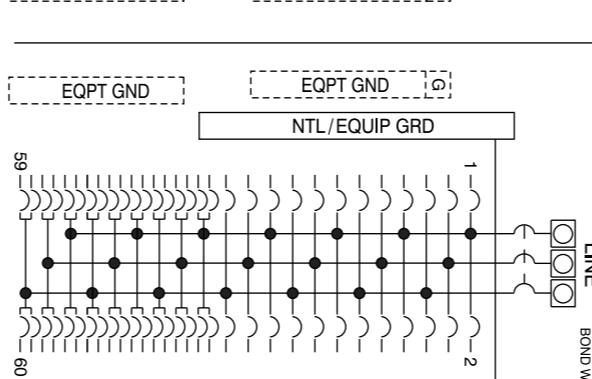 EQPT GND
EQPT GND
G
NTL/EQUIP GRD
59
1
60
2
LINE
BOND W